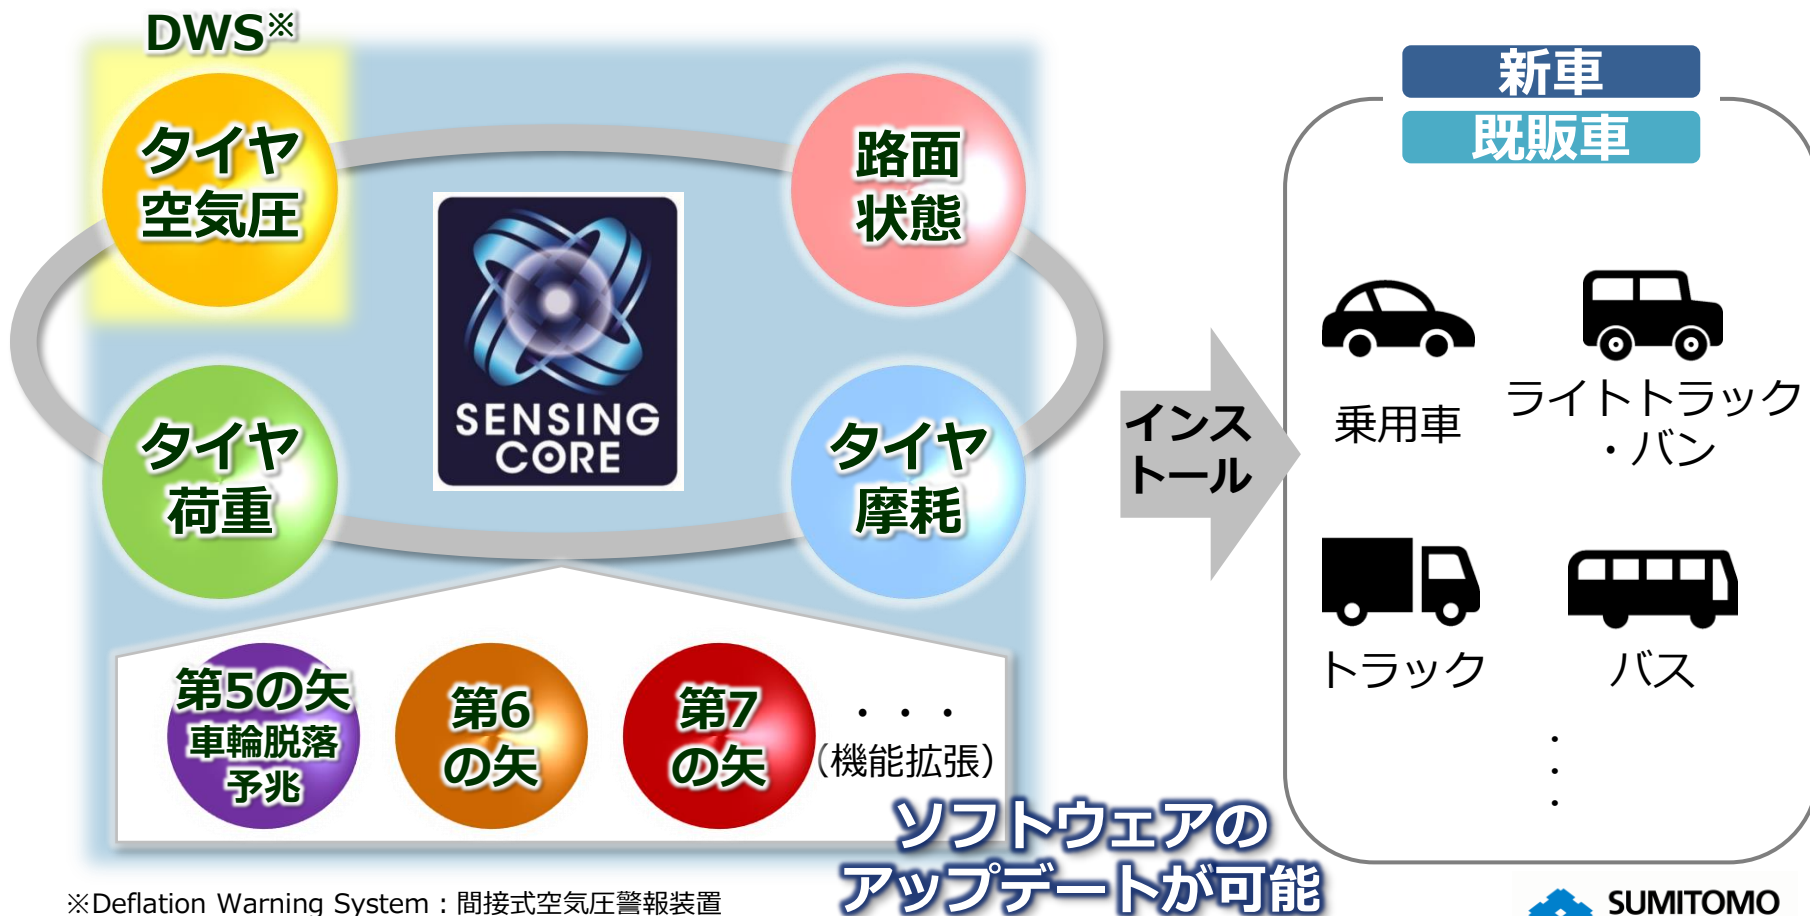 DWS※
タイヤ
空気圧
路面
状態
SENSING
CORE
タイヤ
荷重
タイヤ
摩耗
第5の矢
車輪脱落
予兆
第6
の矢
第7
の矢
・・・
（機能拡張）
ソフトウェアの
アップデートが可能
※Deflation Warning System：間接式空気圧警報装置
インス
トール
新車
既販車
乗用車
ライトトラック
・バン
トラック
バス
・
・
・
SUMITOMO